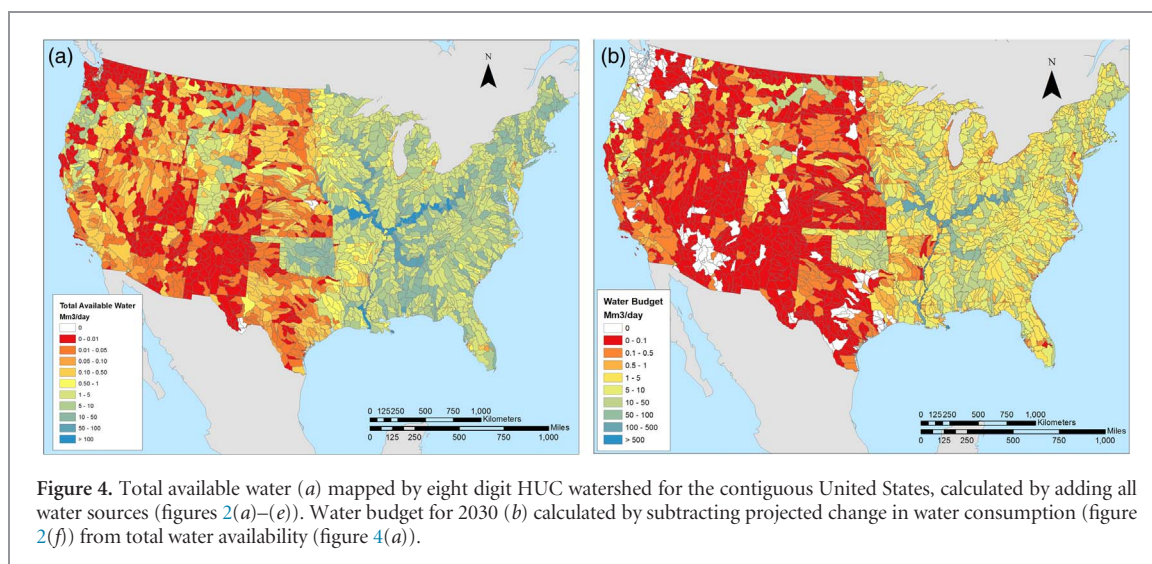 (a)
N
Total Available Water
Mm3/day
0
0 - 0.01
0.01 - 0.05
0.05 - 0.10
0.10 - 0.50
0.50 - 1
1 - 5
5 - 10
10 - 50
50 - 100
> 100
0 125250 500 750 1,000
Kilometers
Miles
0 125 250 500 750 1,000
(b)
N
Water Budget
Mm3/day
0
0 - 0.1
0.1 - 0.5
0.5 - 1
1 - 5
5 - 10
10 - 50
50 - 100
100 - 500
> 500
0 125250 500 750 1,000
Kilometers
Miles
0 125 250 500 750 1,000
Figure 4. Total available water (a) mapped by eight digit HUC watershed for the contiguous United States, calculated by adding all
water sources (figures 2(a)–(e)). Water budget for 2030 (b) calculated by subtracting projected change in water consumption (figure
2(f)) from total water availability (figure 4(a)).